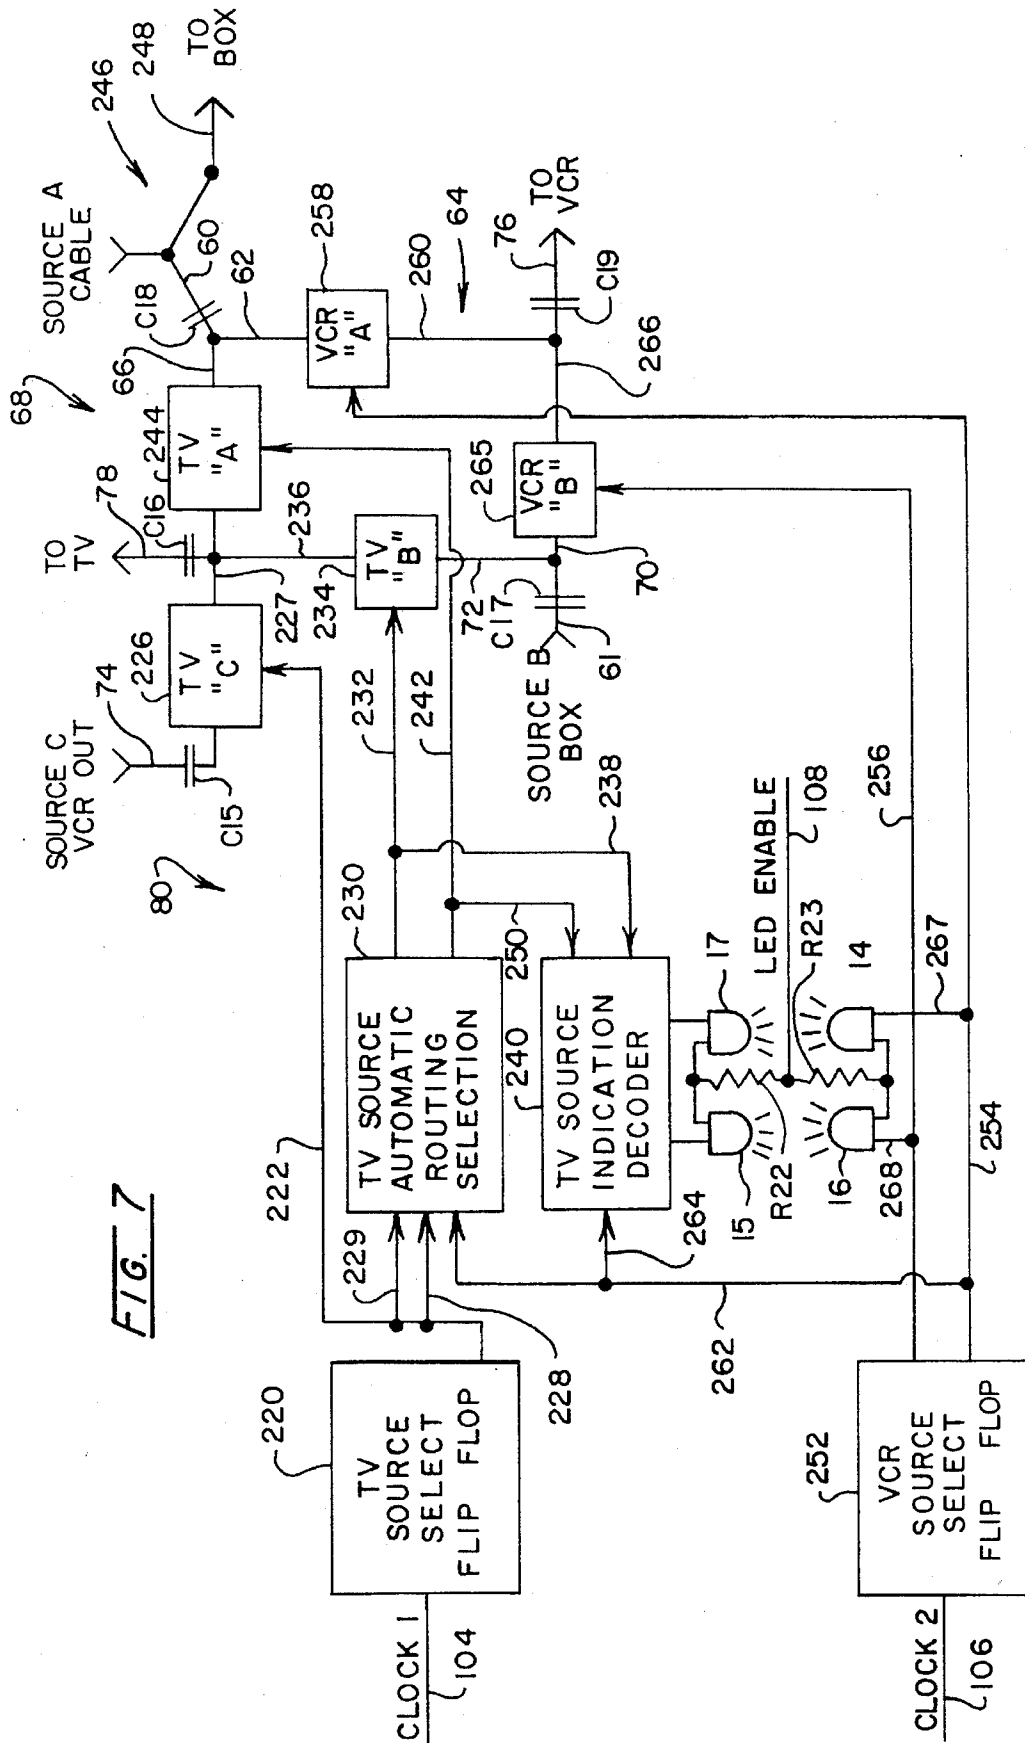 FIG. 7
CLOCK 1
104
TV
SOURCE
SELECT
FLIP FLOP
220
222
229
228
TV SOURCE
AUTOMATIC
ROUTING
SELECTION
230
232
242
TV SOURCE
INDICATION
DECODER
240
250
238
264
262
CLOCK 2
106
VCR
SOURCE
SELECT
FLIP FLOP
252
254
256
15
17
R22
LED ENABLE
108
R23
16
14
268
267
80
SOURCE C
VCR OUT
74
C15
TV
"C"
226
227
TO
TV
78
C16
TV
"A"
244
68
66
TV
"B"
234
236
72
C17
SOURCE B
BOX
61
70
VCR
"B"
265
266
SOURCE A
CABLE
C18
60
62
246
248
TO
BOX
VCR
"A"
258
260
64
76
TO
VCR
C19